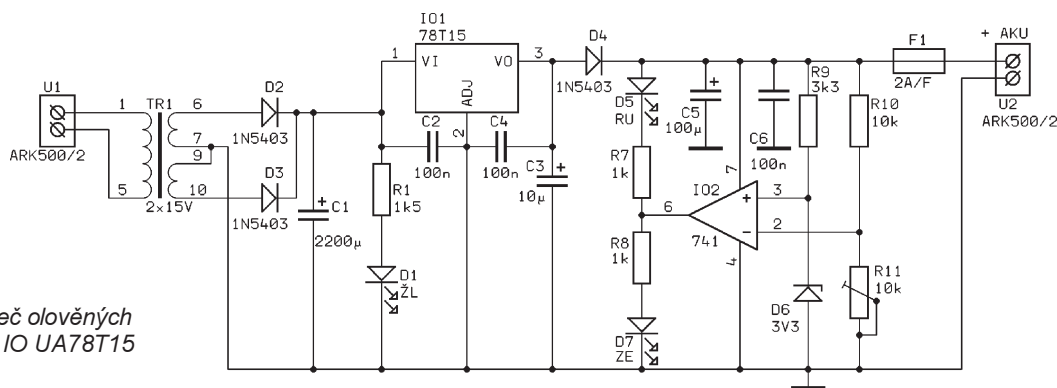 IO1
78T15
1
VI
VO
3
ADJ
2
D4
1N5403
F1
2A/F
+ AKU
U2
ARK500/2
U1
ARK500/2
1
5
TR1
6
7
9
10
2×15V
D2
1N5403
D3
1N5403
+
C1
2200µ
R1
1k5
D1
ŽL
C2
100n
C4
100n
C3
+
10µ
D5
RU
R7
1k
6
R8
1k
D7
ZE
+
C5
100µ
C6
100n
7
IO2
741
+
−
3
2
4
R9
3k3
R10
10k
D6
3V3
R11
10k
eč olověných
IO UA78T15